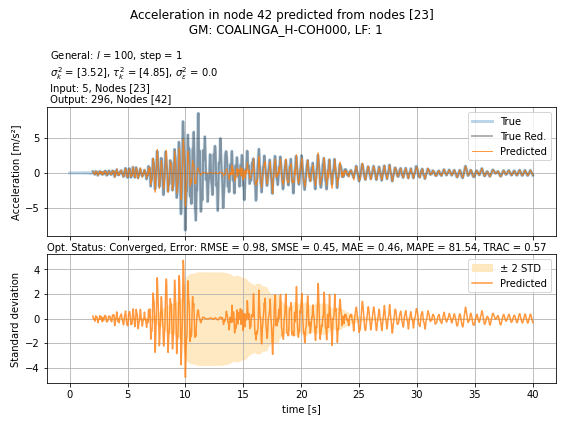 Acceleration in node 42 predicted from nodes [23]
GM: COALINGA_H-COH000, LF: 1
General: l = 100, step = 1
σ²ₖ = [3.52], τ²ₖ = [4.85], σ²ᵣ = 0.0
Input: 5, Nodes [23]
Output: 296, Nodes [42]
Acceleration [m/s²]
5
0
−5
True
True Red.
Predicted
Opt. Status: Converged, Error: RMSE = 0.98, SMSE = 0.45, MAE = 0.46, MAPE = 81.54, TRAC = 0.57
Standard deviation
4
2
0
−2
−4
± 2 STD
Predicted
0 5 10 15 20 25 30 35 40
time [s]